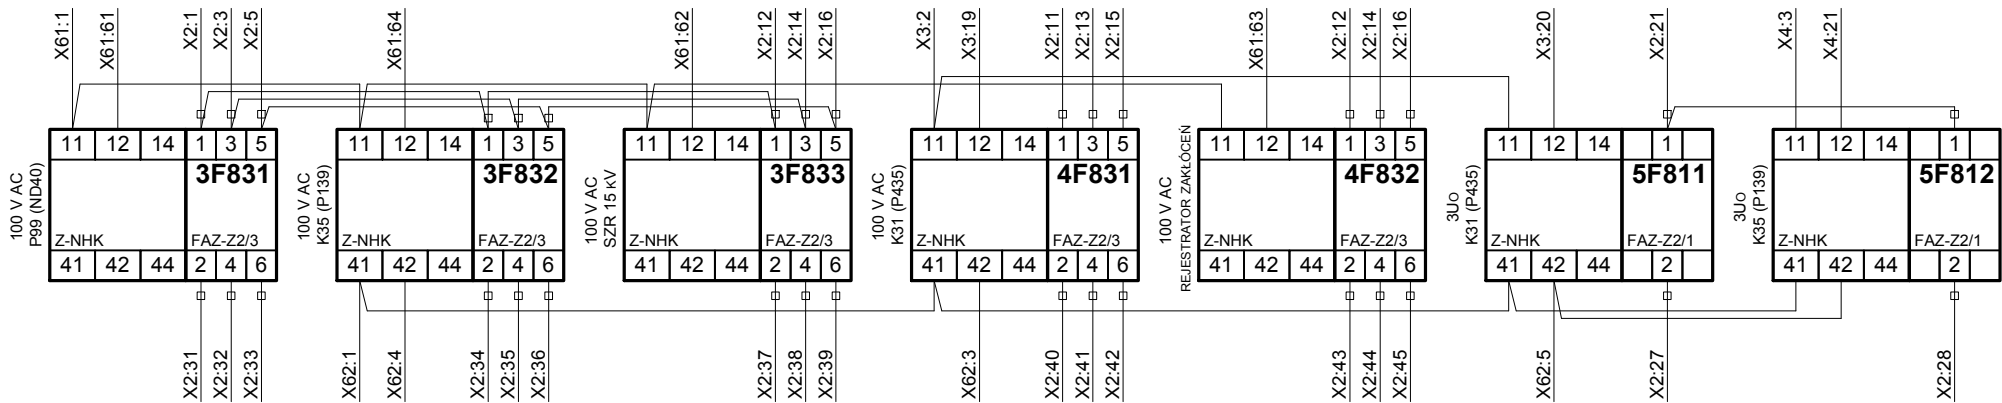 X61:1
X61:61
X2:1
X2:3
X2:5
X61:64
X61:62
X2:12
X2:14
X2:16
X3:2
X3:19
X2:11
X2:13
X2:15
X61:63
X2:12
X2:14
X2:16
X3:20
X2:21
X4:3
X4:21
100 V AC
P99 (ND40)
11 12 14 1 3 5
3F831
Z-NHK FAZ-Z2/3
41 42 44 2 4 6
100 V AC
K35 (P139)
11 12 14 1 3 5
3F832
Z-NHK FAZ-Z2/3
41 42 44 2 4 6
100 V AC
SZR 15 kV
11 12 14 1 3 5
3F833
Z-NHK FAZ-Z2/3
41 42 44 2 4 6
100 V AC
K31 (P435)
11 12 14 1 3 5
4F831
Z-NHK FAZ-Z2/3
41 42 44 2 4 6
100 V AC
REJESTRATOR ZAKŁÓCEŃ
11 12 14 1 3 5
4F832
Z-NHK FAZ-Z2/3
41 42 44 2 4 6
3Uo
K31 (P435)
11 12 14 1
5F811
Z-NHK FAZ-Z2/1
41 42 44 2
3Uo
K35 (P139)
11 12 14 1
5F812
Z-NHK FAZ-Z2/1
41 42 44 2
X2:31
X2:32
X2:33
X62:1
X62:4
X2:34
X2:35
X2:36
X2:37
X2:38
X2:39
X62:3
X2:40
X2:41
X2:42
X2:43
X2:44
X2:45
X62:5
X2:27
X2:28